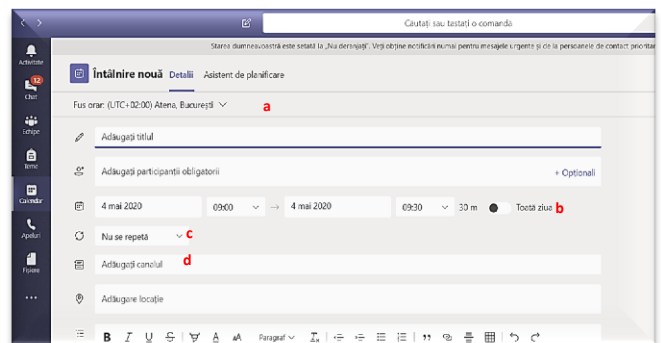 Căutați sau tastați o comandă
Starea dumneavoastră este setată la „Nu deranjați”. Veți obține notificări numai pentru mesajele urgente și de la persoanele de contact prioritar
Activitate
12
Chat
Echipe
Teme
Calendar
Apeluri
Fișiere
Întâlnire nouă Detalii Asistent de planificare
Fus orar: (UTC+02:00) Atena, București a
Adăugați titlul
Adăugați participanții obligatorii + Opționali
4 mai 2020 09:00 → 4 mai 2020 09:30 30 m Toată ziua b
Nu se repetă c
Adăugați canalul d
Adăugare locație
B I U S A AA Paragraf